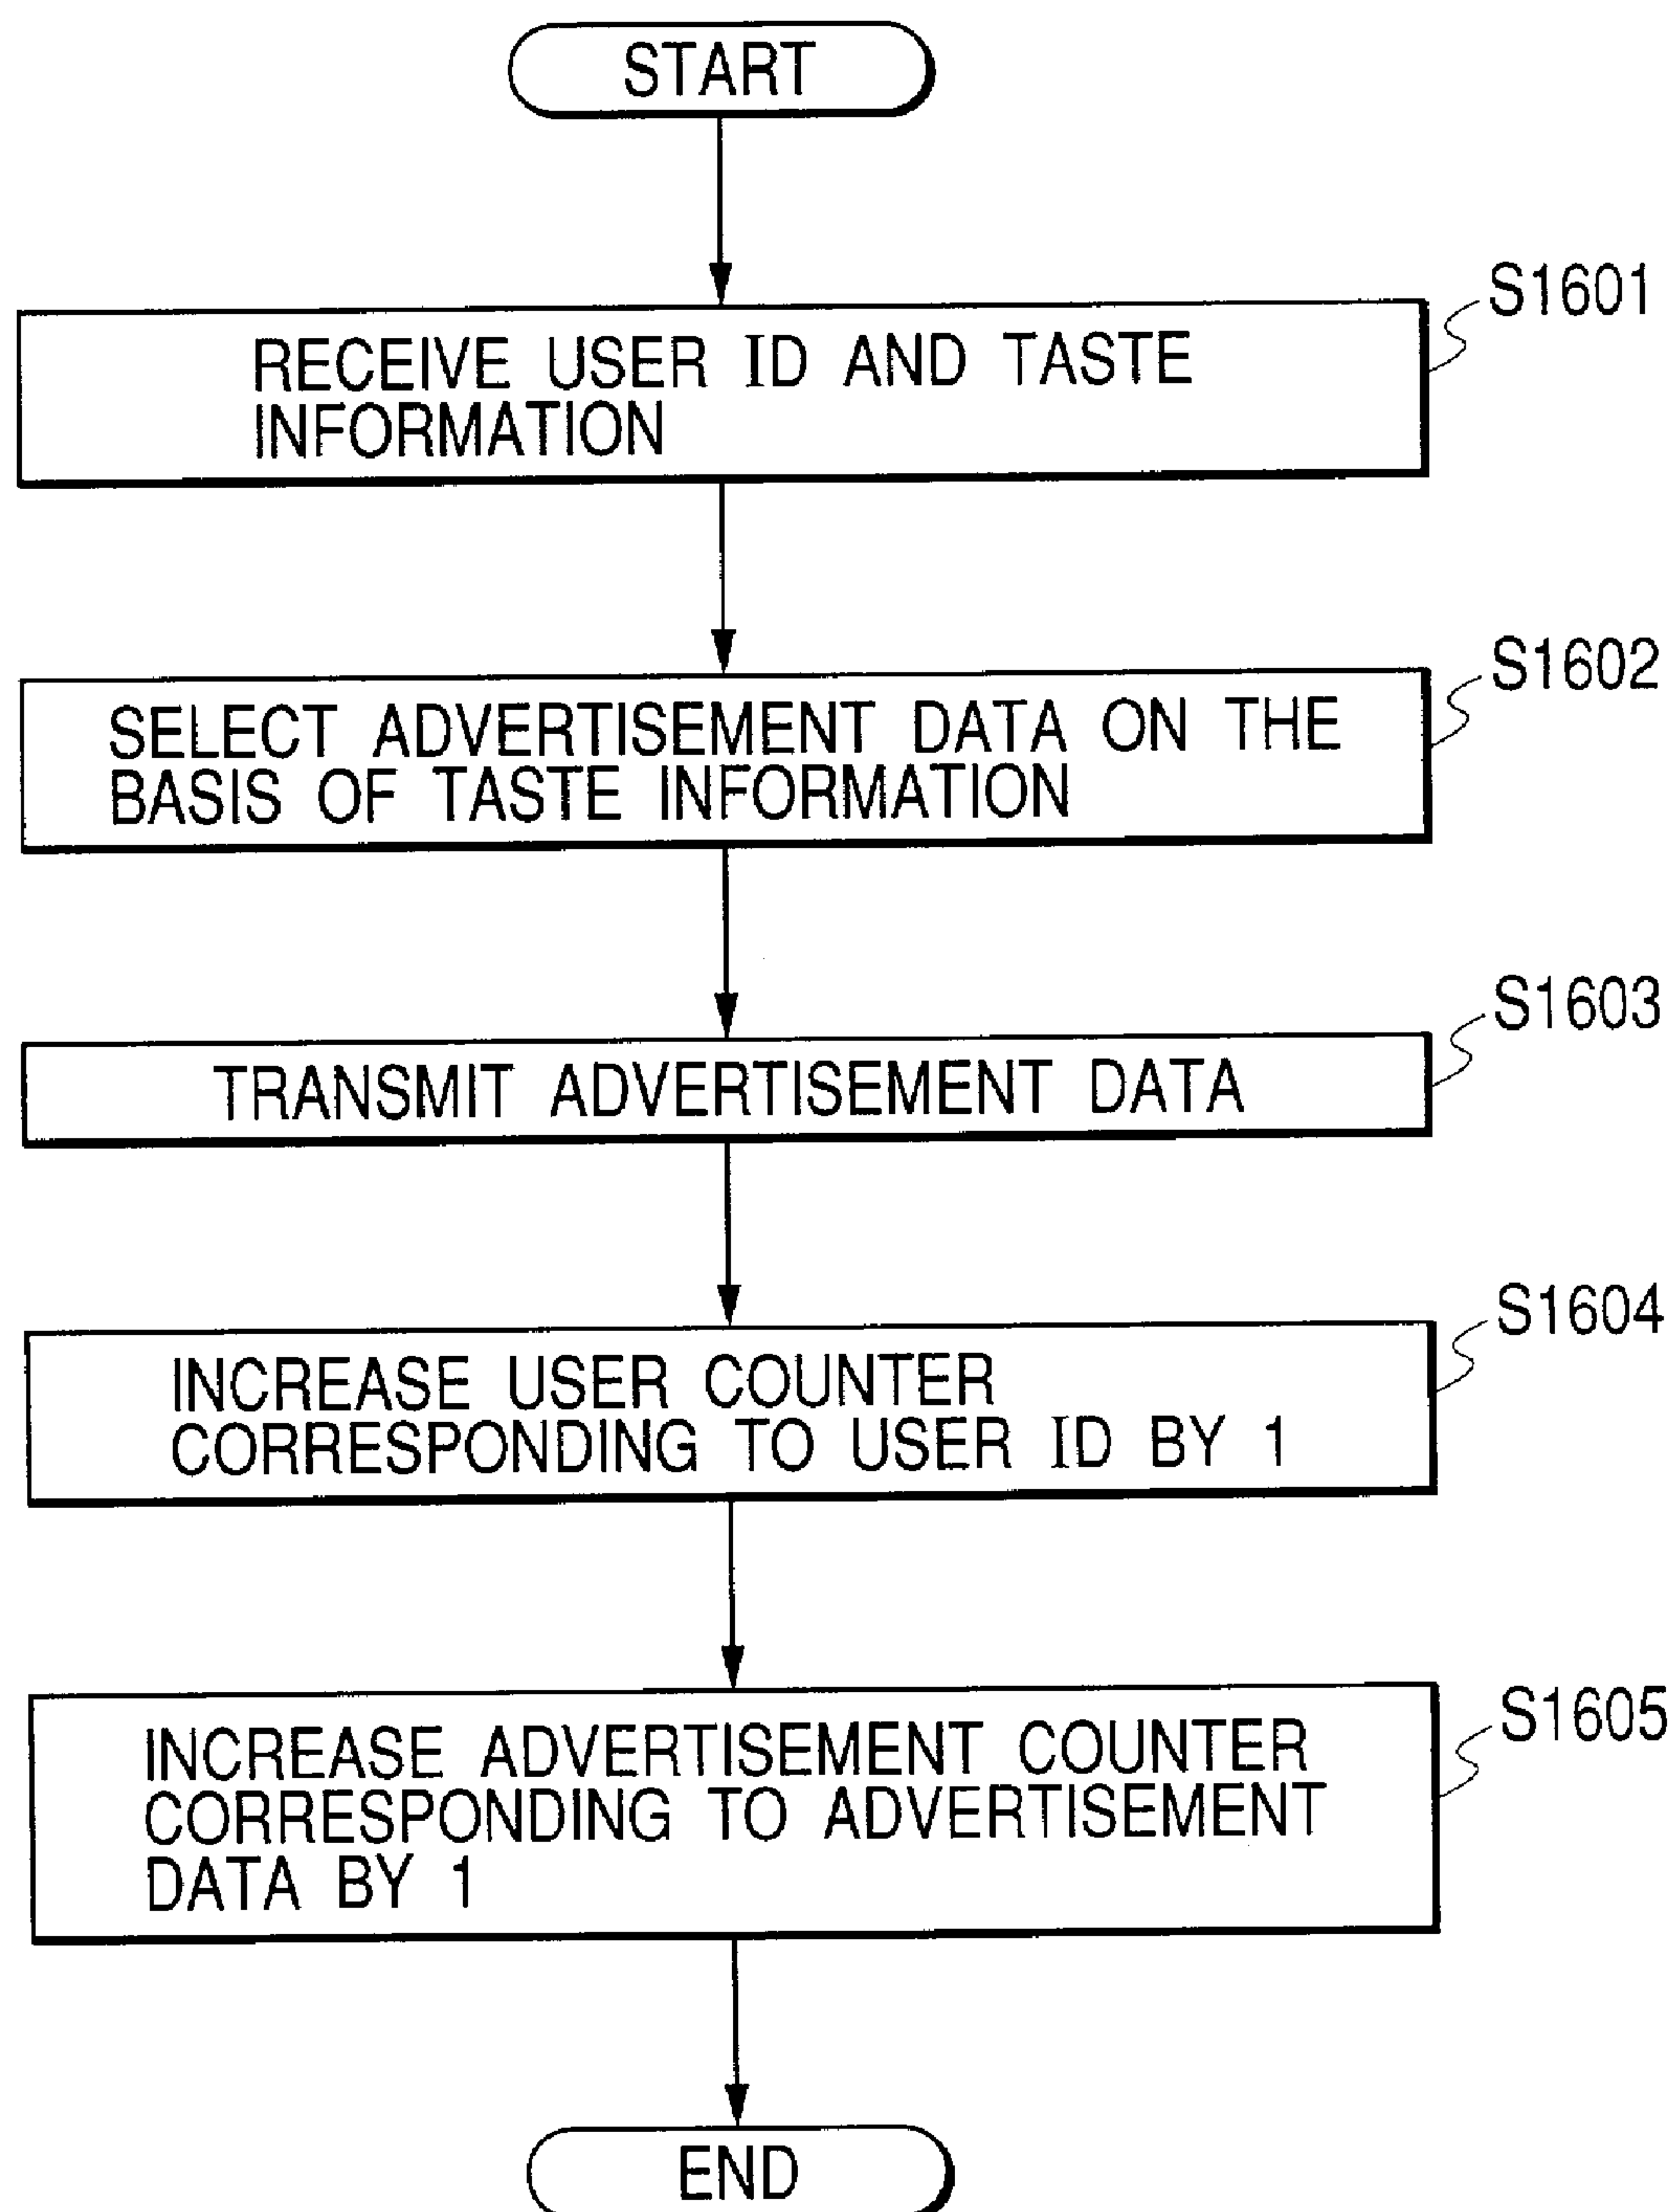 START
S1601
RECEIVE USER ID AND TASTE
INFORMATION
S1602
SELECT ADVERTISEMENT DATA ON THE
BASIS OF TASTE INFORMATION
S1603
TRANSMIT ADVERTISEMENT DATA
S1604
INCREASE USER COUNTER
CORRESPONDING TO USER ID BY 1
S1605
INCREASE ADVERTISEMENT COUNTER
CORRESPONDING TO ADVERTISEMENT
DATA BY 1
END